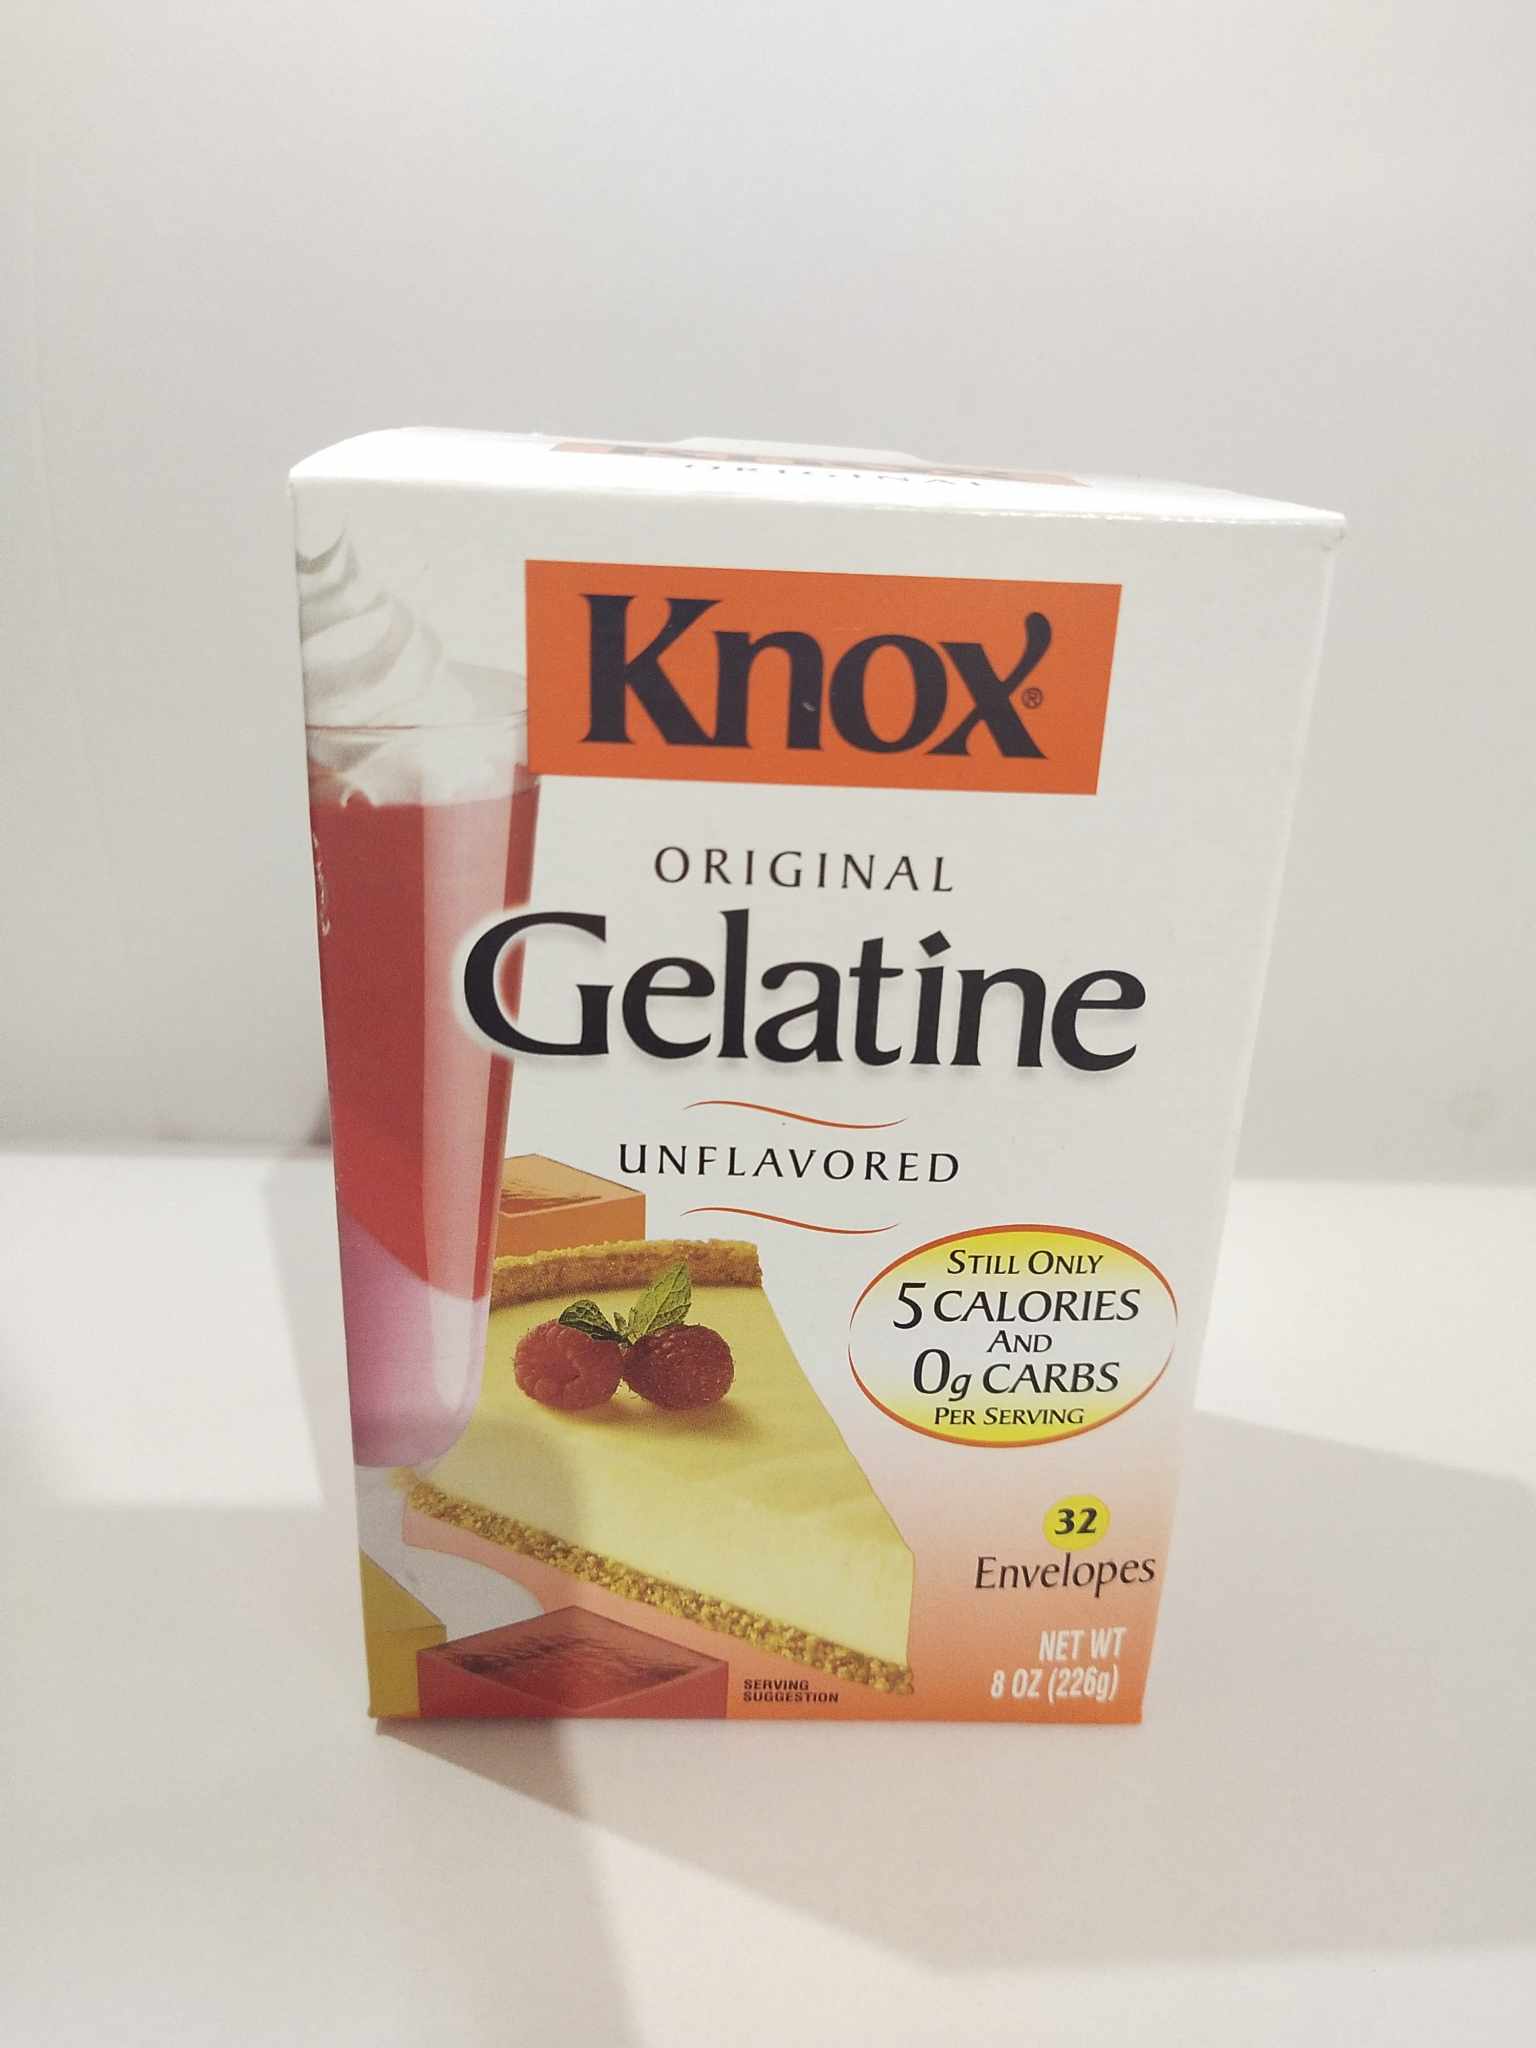 ORIGINAL
Knox®
ORIGINAL
Gelatine
UNFLAVORED
STILL ONLY
5 CALORIES
AND
0g CARBS
PER SERVING
32
Envelopes
NET WT
8 OZ (226g)
SERVING
SUGGESTION